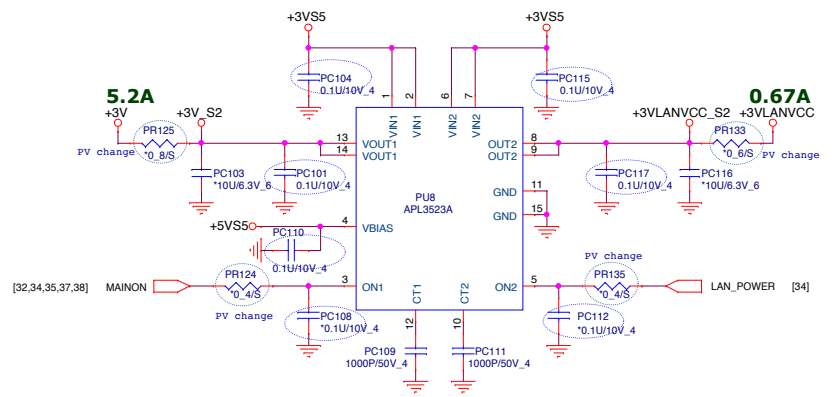 +3VS5
+3VS5
PC104
0.1U/10V_4
PC115
0.1U/10V_4
1
2
6
7
VIN1
VIN1
VIN2
VIN2
5.2A
+3V
+3V_S2
PR125
*0_8/S
PV change
PC103
*10U/6.3V_6
PC101
0.1U/10V_4
13
14
VOUT1
VOUT1
OUT2
OUT2
8
9
+3VLANVCC_S2
0.67A
+3VLANVCC
PR133
*0_6/S
PV change
PC117
0.1U/10V_4
PC116
*10U/6.3V_6
PU8
APL3523A
GND
11
GND
15
+5VS5
4
VBIAS
PC110
0.1U/10V_4
[32,34,35,37,38]
MAINON
PR124
*0_4/S
PV change
3
ON1
PC108
*0.1U/10V_4
CT1
CT2
12
10
PC109
1000P/50V_4
PC111
1000P/50V_4
ON2
5
PV change
PR135
*0_4/S
LAN_POWER
[34]
PC112
*0.1U/10V_4